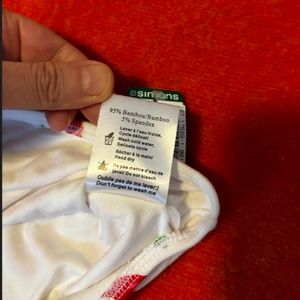 simons
95% Bambou/Bamboo
5% Spandex
Laver à l'eau froide,
Cycle délicat/
Wash cold water,
Delicate cycle
Sécher à la main/
Hand dry
Ne pas mettre d'eau de
javel/ Do not bleach
Oublie pas de me laver;)
Don't forget to wash me